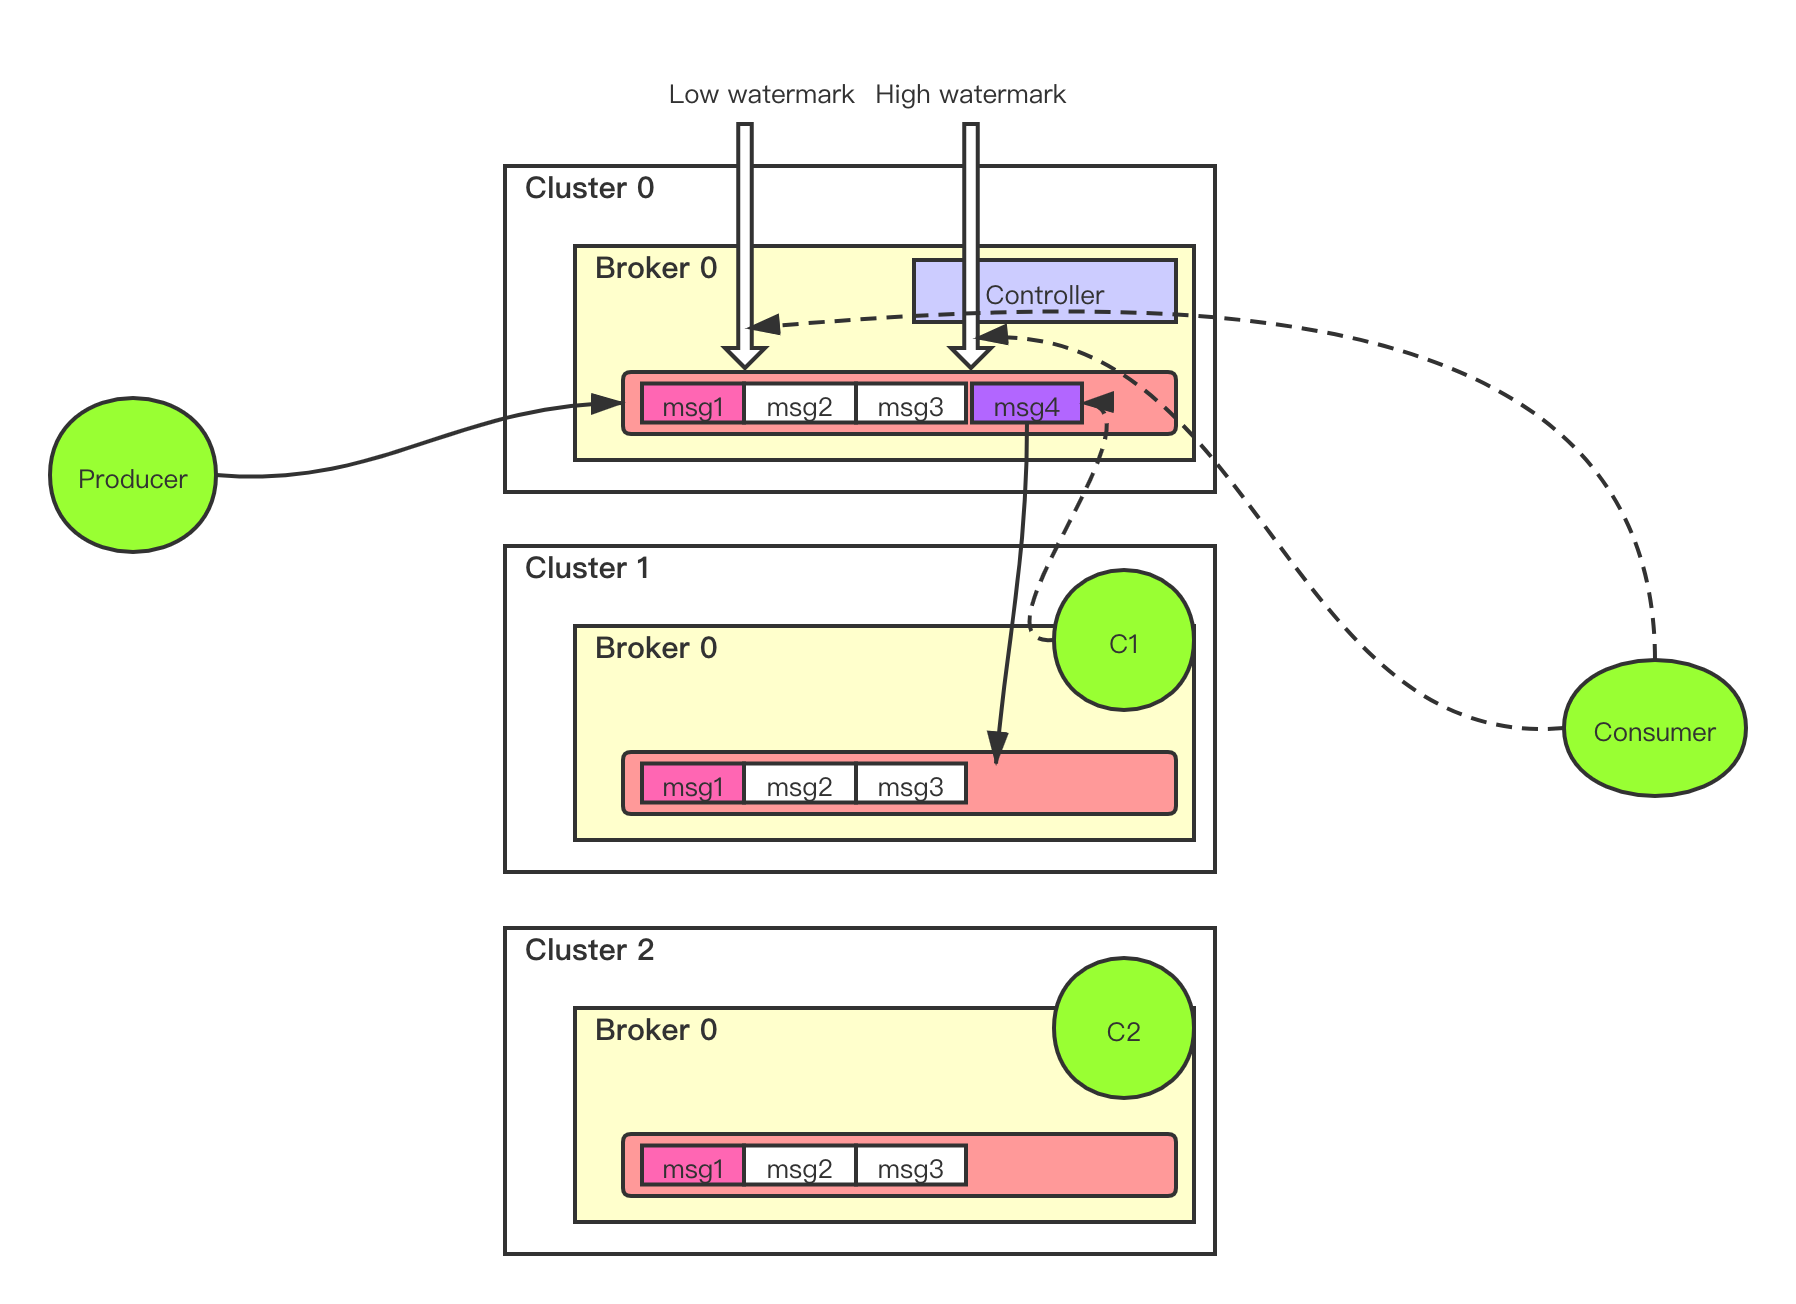 Low watermark High watermark
Cluster 0
Broker 0
Controller
msg1 msg2 msg3 msg4
Producer
Cluster 1
Broker 0
C1
Consumer
msg1 msg2 msg3
Cluster 2
Broker 0
C2
msg1 msg2 msg3